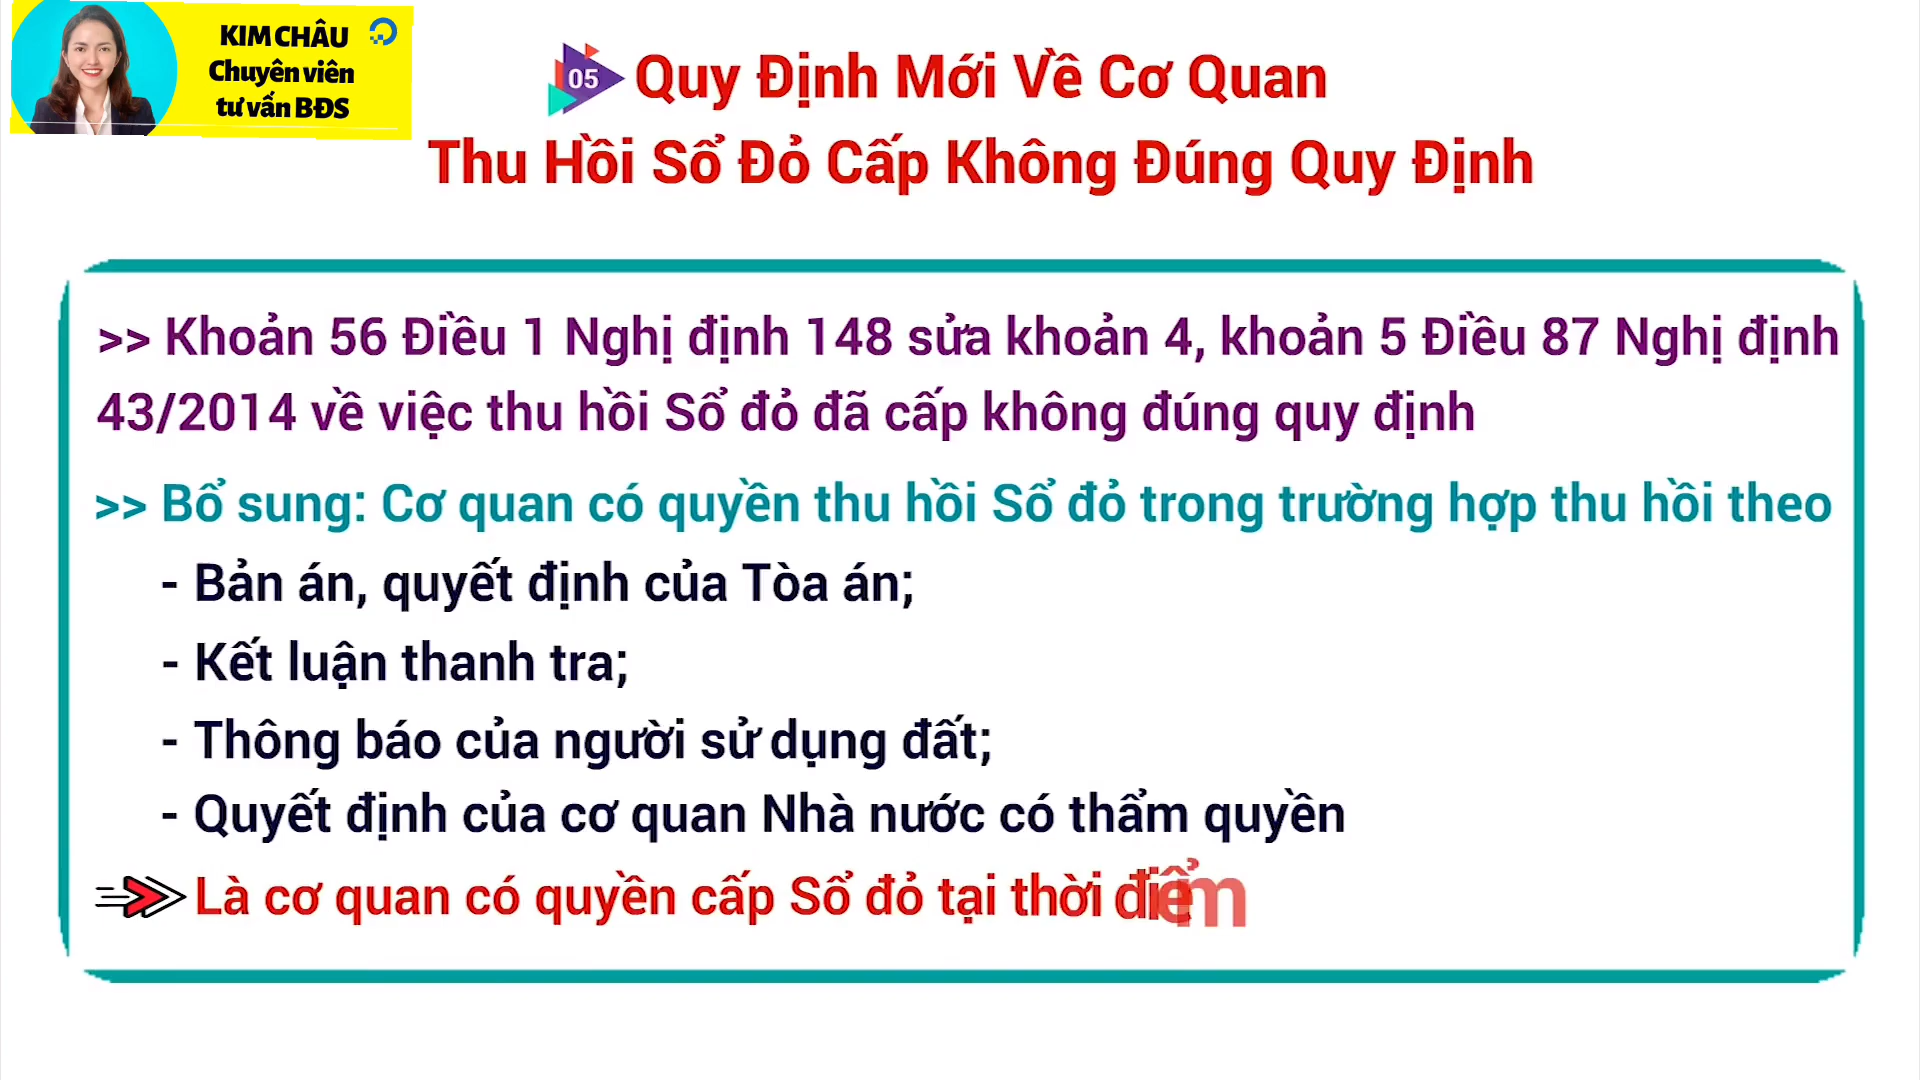 KIM CHÂU
Chuyên viên
tư vấn BĐS
05 Quy Định Mới Về Cơ Quan
Thu Hồi Sổ Đỏ Cấp Không Đúng Quy Định
>> Khoản 56 Điều 1 Nghị định 148 sửa khoản 4, khoản 5 Điều 87 Nghị định
43/2014 về việc thu hồi Sổ đỏ đã cấp không đúng quy định
>> Bổ sung: Cơ quan có quyền thu hồi Sổ đỏ trong trường hợp thu hồi theo
- Bản án, quyết định của Tòa án;
- Kết luận thanh tra;
- Thông báo của người sử dụng đất;
- Quyết định của cơ quan Nhà nước có thẩm quyền
Là cơ quan có quyền cấp Sổ đỏ tại thời điểm